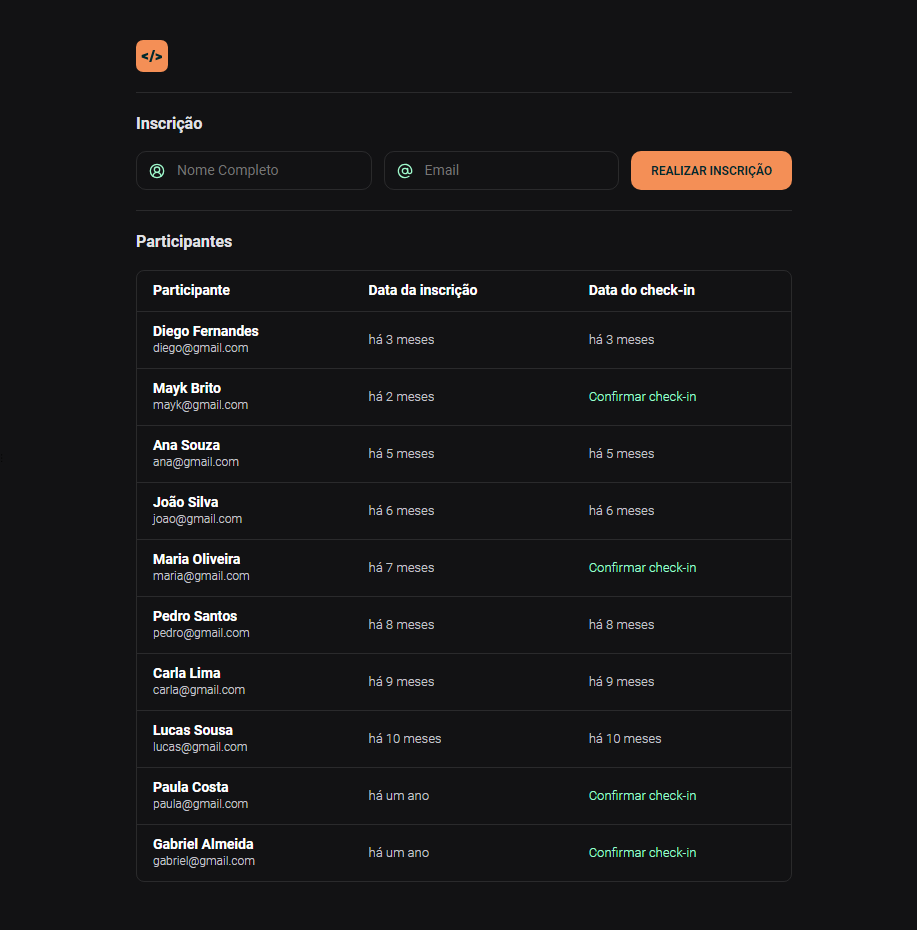 </>
Inscrição
Nome Completo
Email
REALIZAR INSCRIÇÃO
Participantes
Participante Data da inscrição Data do check-in
Diego Fernandes
diego@gmail.com
há 3 meses
há 3 meses
Mayk Brito
mayk@gmail.com
há 2 meses
Confirmar check-in
Ana Souza
ana@gmail.com
há 5 meses
há 5 meses
João Silva
joao@gmail.com
há 6 meses
há 6 meses
Maria Oliveira
maria@gmail.com
há 7 meses
Confirmar check-in
Pedro Santos
pedro@gmail.com
há 8 meses
há 8 meses
Carla Lima
carla@gmail.com
há 9 meses
há 9 meses
Lucas Sousa
lucas@gmail.com
há 10 meses
há 10 meses
Paula Costa
paula@gmail.com
há um ano
Confirmar check-in
Gabriel Almeida
gabriel@gmail.com
há um ano
Confirmar check-in